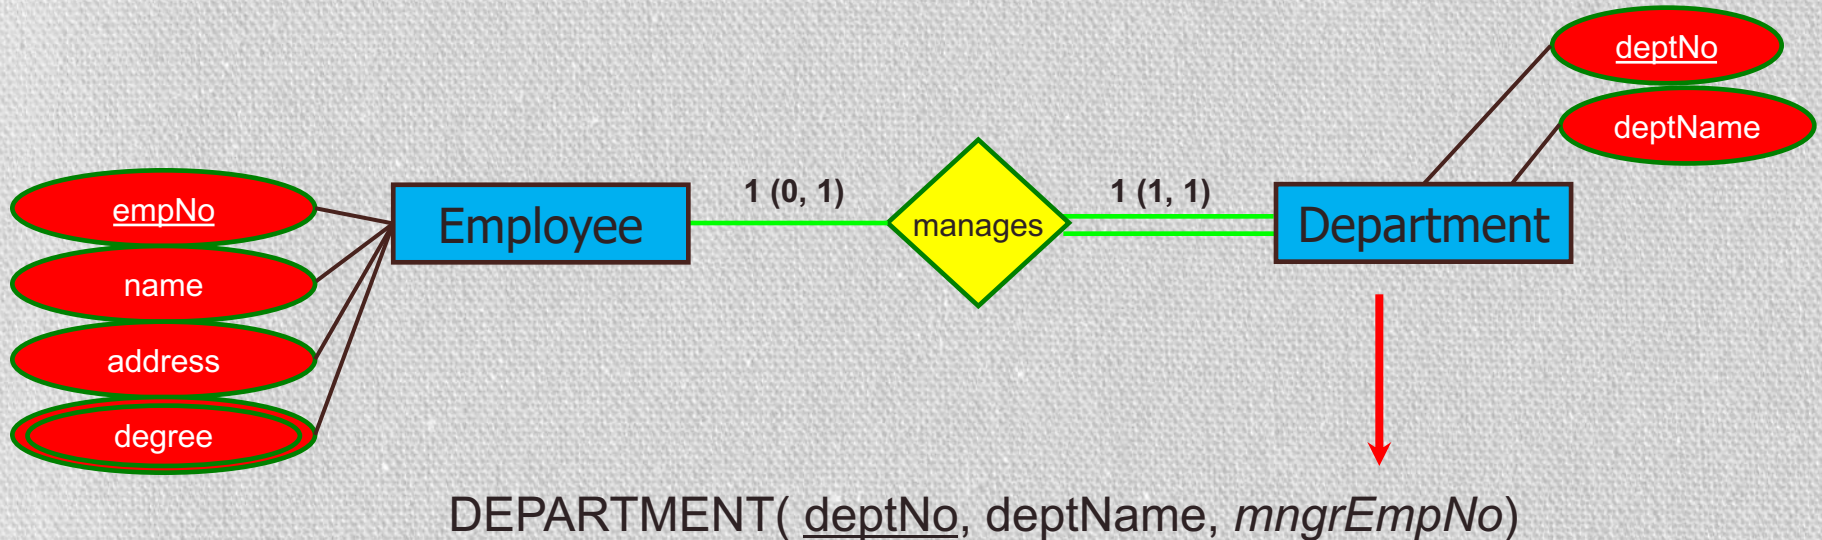 deptNo
deptName
empNo
name
address
degree
Employee
1 (0, 1)
manages
1 (1, 1)
Department
DEPARTMENT( deptNo, deptName, mngrEmpNo)